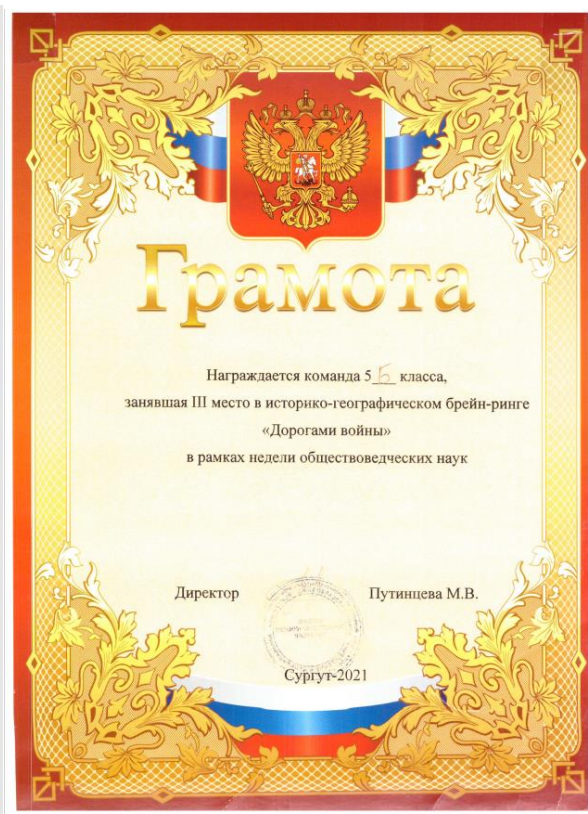 Грамота
Награждается команда 5 Б класса,
занявшая III место в историко-географическом брейн-ринге
«Дорогами войны»
в рамках недели обществоведческих наук
Директор Путинцева М.В.
Сургут-2021